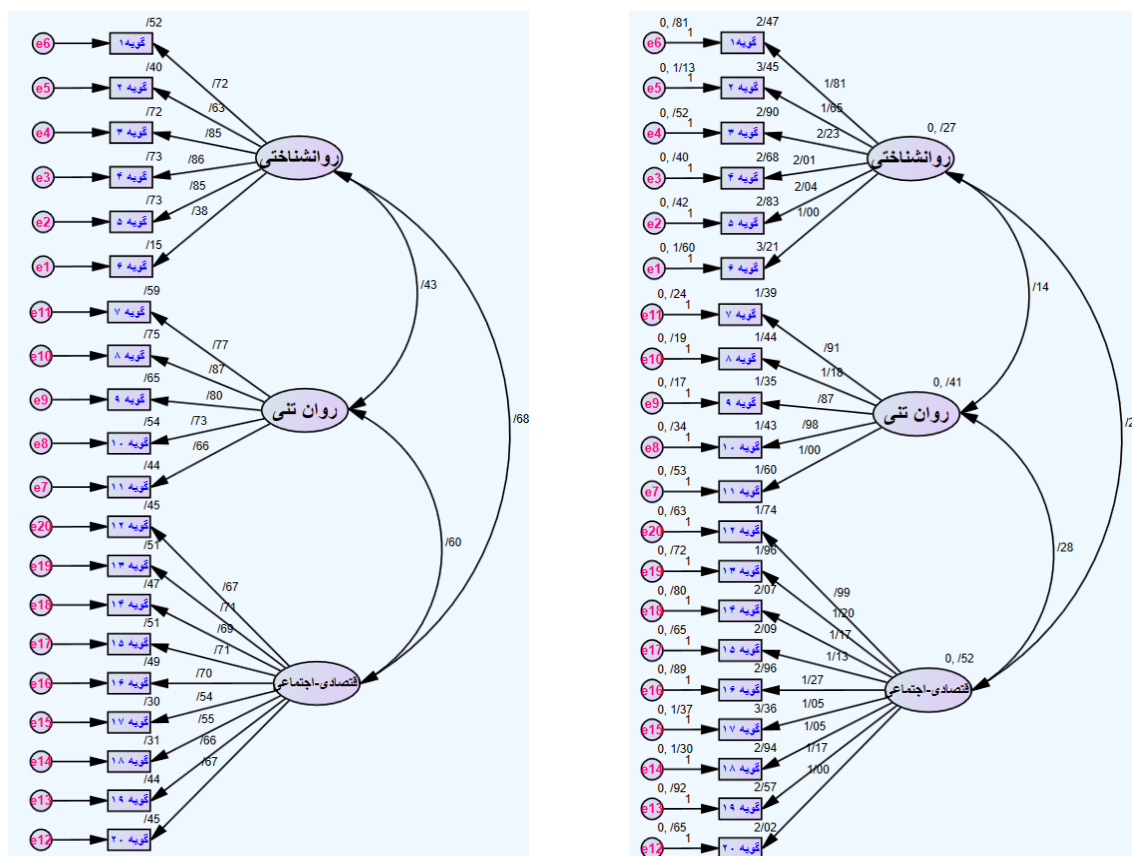 /52
e6 گویه۱
/72
/40
e5 گویه ۲
/63
/72
e4 گویه ۳
/85
/73
e3 گویه ۴
/86
/73
e2 گویه ۵
/85
/15
e1 گویه ۶
/38
روانشناختی
/59
e11 گویه ۷
/77
/75
e10 گویه ۸
/87
/65
e9 گویه ۹
/80
/54
e8 گویه ۱۰
/73
/44
e7 گویه ۱۱
/66
روان تنی
/45
e20 گویه ۱۲
/67
/51
e19 گویه ۱۳
/71
/47
e18 گویه ۱۴
/69
/51
e17 گویه ۱۵
/71
/49
e16 گویه ۱۶
/70
/30
e15 گویه ۱۷
/54
/31
e14 گویه ۱۸
/55
/44
e13 گویه ۱۹
/66
/45
e12 گویه ۲۰
/67
قتصادی-اجتماعی
/43
/68
/60
0, /81 1 2/47
e6 گویه۱
1/81
0, 1/13 1 3/45
e5 گویه ۲
1/65
0, /52 1 2/90
e4 گویه ۳
2/23
0, /40 1 2/68
e3 گویه ۴
2/01
0, /42 1 2/83
e2 گویه ۵
2/04
0, 1/60 1 3/21
e1 گویه ۶
1/00
0, /27
روانشناختی
0, /24 1 1/39
e11 گویه ۷
/91
0, /19 1 1/44
e10 گویه ۸
1/18
0, /17 1 1/35
e9 گویه ۹
/87
0, /34 1 1/43
e8 گویه ۱۰
/98
0, /53 1 1/60
e7 گویه ۱۱
1/00
0, /41
روان تنی
0, /63 1 1/74
e20 گویه ۱۲
/99
0, /72 1 1/96
e19 گویه ۱۳
1/20
0, /80 1 2/07
e18 گویه ۱۴
1/17
0, /65 1 2/09
e17 گویه ۱۵
1/13
0, /89 1 2/96
e16 گویه ۱۶
1/27
0, 1/37 1 3/36
e15 گویه ۱۷
1/05
0, 1/30 1 2/94
e14 گویه ۱۸
1/05
0, /92 1 2/57
e13 گویه ۱۹
1/17
0, /65 1 2/02
e12 گویه ۲۰
1/00
0, /52
قتصادی-اجتماعی
/14
/28